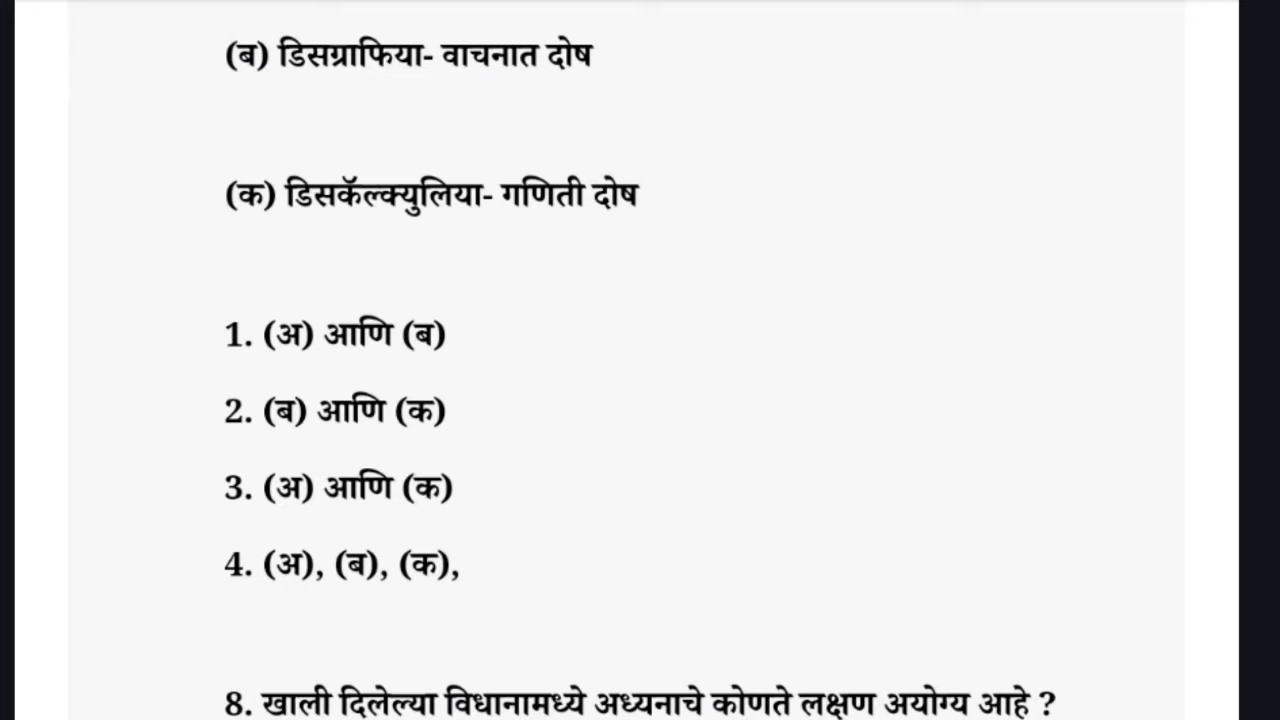 (ब) डिसग्राफिया- वाचनात दोष
(क) डिसकॅल्क्युलिया- गणिती दोष
1. (अ) आणि (ब)
2. (ब) आणि (क)
3. (अ) आणि (क)
4. (अ), (ब), (क),
8. खाली दिलेल्या विधानामध्ये अध्यनाचे कोणते लक्षण अयोग्य आहे ?